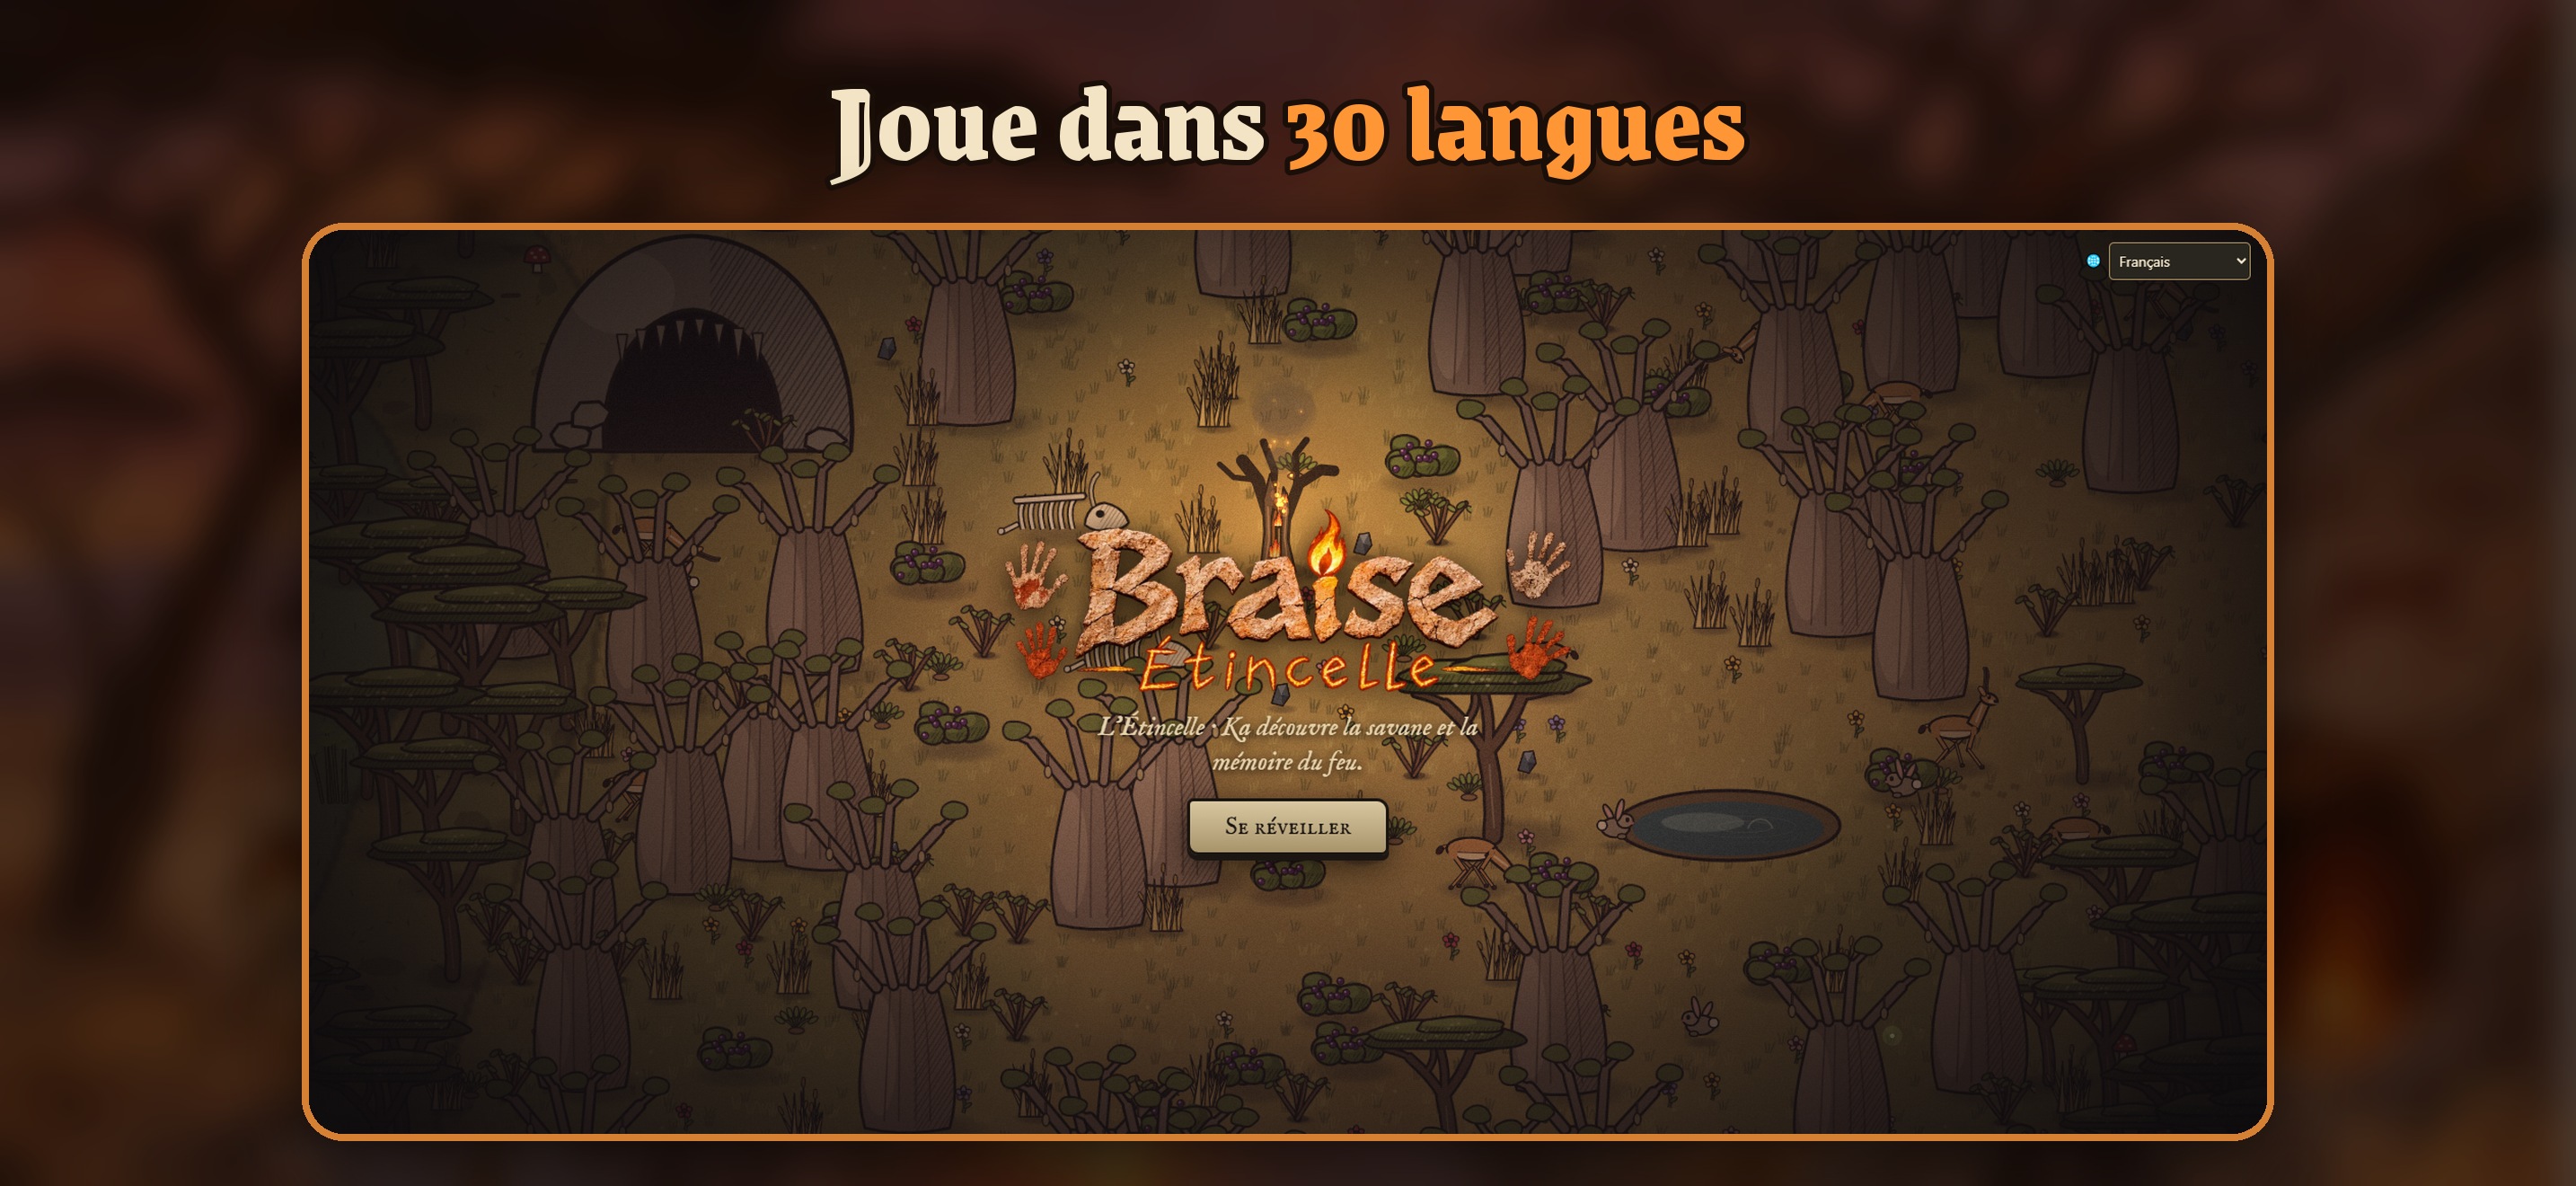 Joue dans 30 langues
Français
Braise
Étincelle
L'Étincelle · Ka découvre la savane et la
mémoire du feu.
Se réveiller